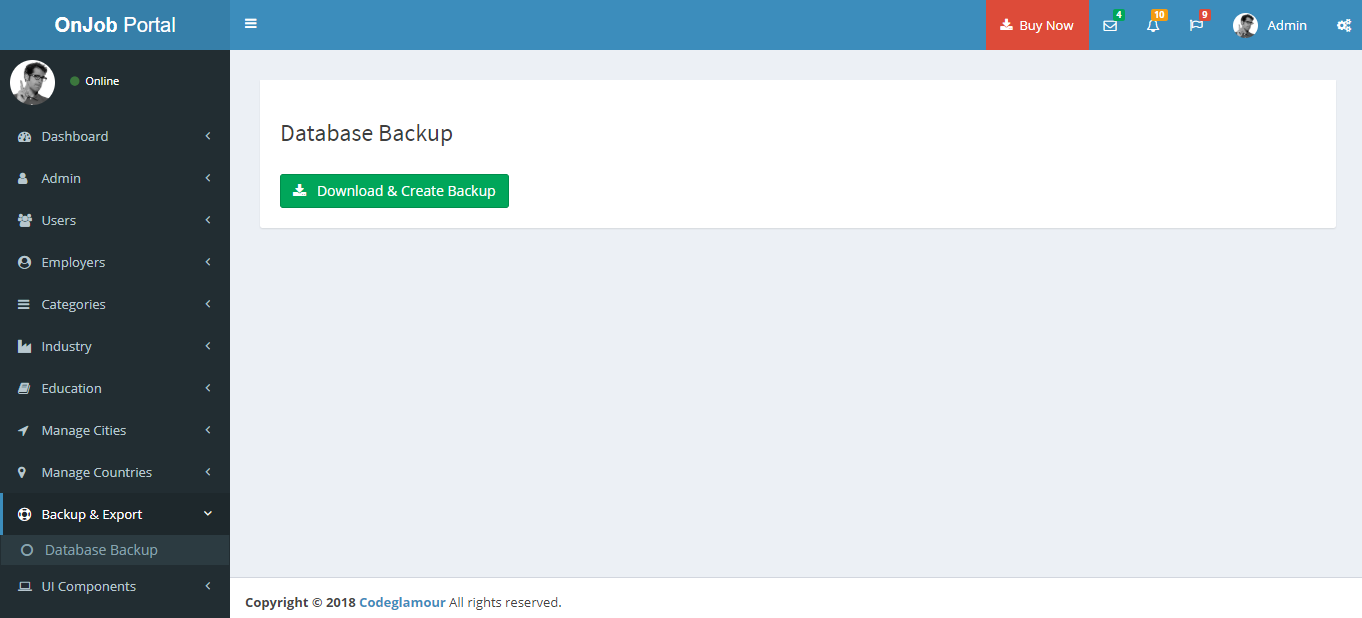 OnJob Portal
Buy Now
4
10
9
Admin
Online
Dashboard
Admin
Users
Employers
Categories
Industry
Education
Manage Cities
Manage Countries
Backup & Export
Database Backup
UI Components
Database Backup
Download & Create Backup
Copyright © 2018 Codeglamour All rights reserved.